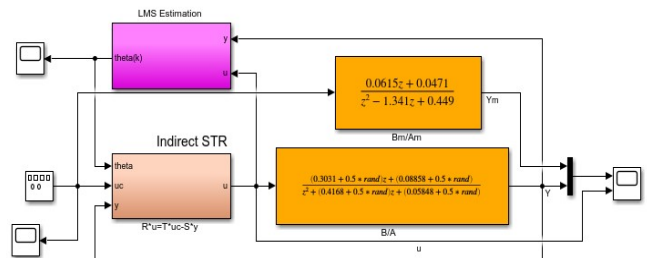 LMS Estimation
y
theta(k)
u
0.0615z + 0.0471
z² − 1.341z + 0.449
Ym
Bm/Am
Indirect STR
theta
uc
u
y
R*u=T*uc-S*y
(0.3031 + 0.5 * rand)z + (0.08858 + 0.5 * rand)
z² + (0.4168 + 0.5 * rand)z + (0.05848 + 0.5 * rand)
Y
B/A
u